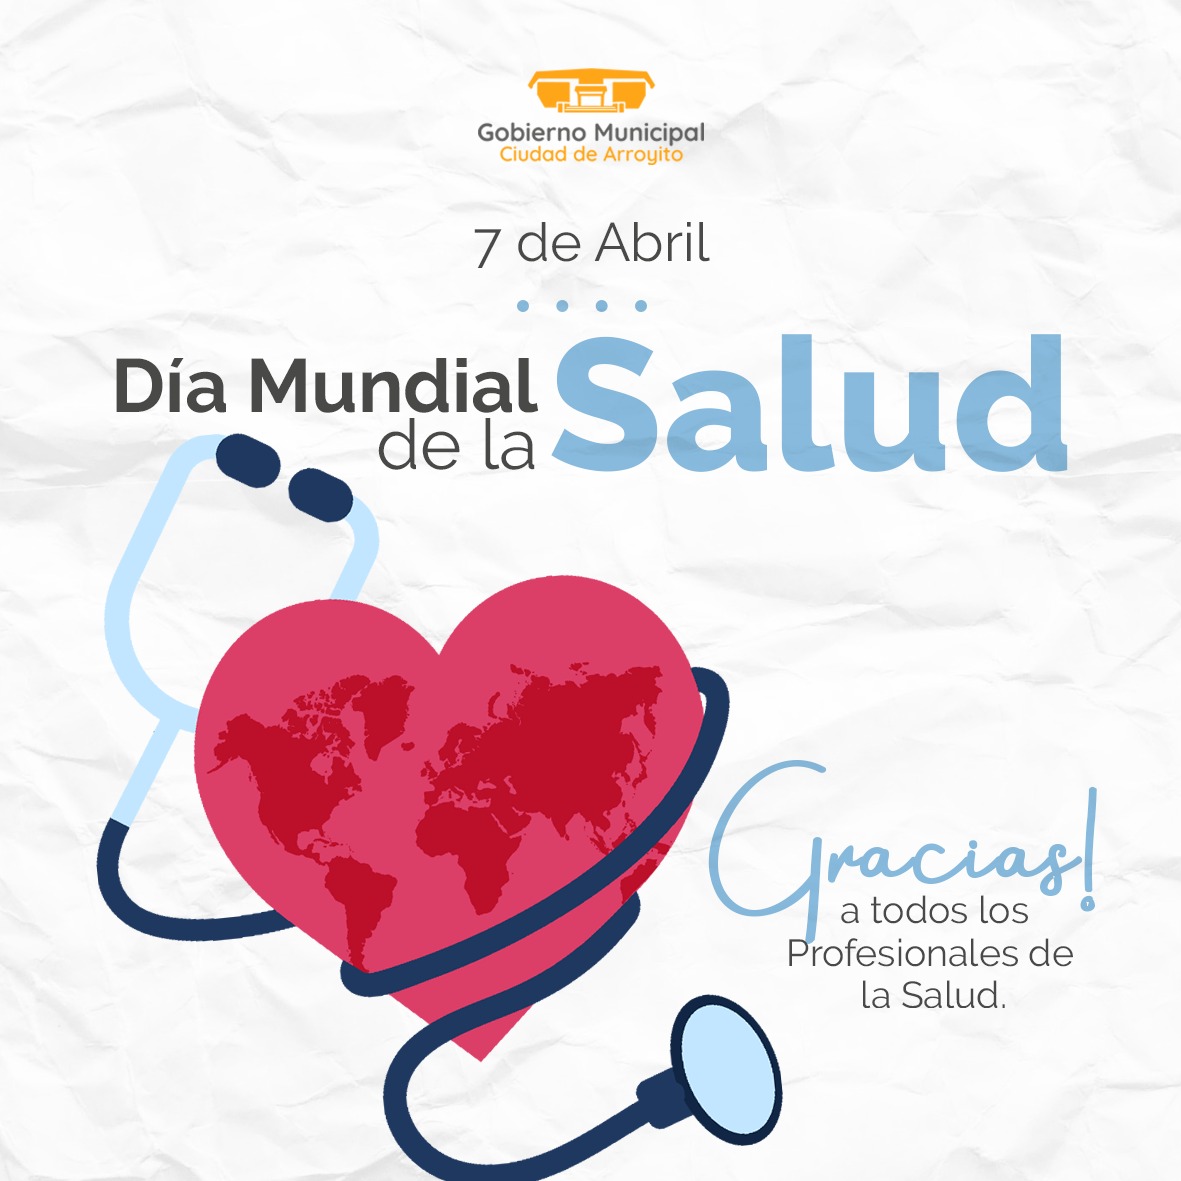 Gobierno Municipal
Ciudad de Arroyito
7 de Abril
Día Mundial
de la Salud
Gracias!
a todos los
Profesionales de
la Salud.